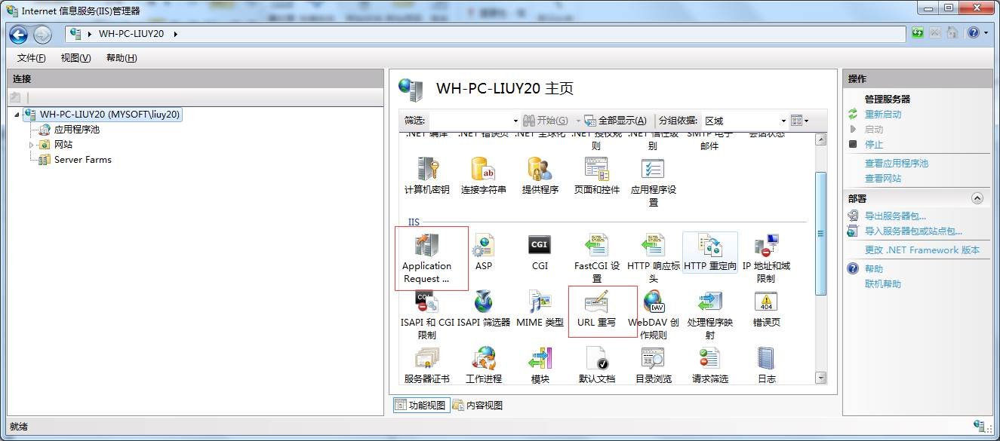 Internet 信息服务(IIS)管理器
WH-PC-LIUY20
文件(F) 视图(V) 帮助(H)
连接
WH-PC-LIUY20 (MYSOFT\liuy20)
应用程序池
网站
Server Farms
WH-PC-LIUY20 主页
筛选: 开始(G) 全部显示(A) 分组依据: 区域
.NET 编译 .NET 错误页 .NET 全球化 .NET 授权规则 .NET 信任级别 SMTP 电子邮件 会话状态
计算机密钥 连接字符串 提供程序 页面和控件 应用程序设置
IIS
Application Request ... ASP CGI FastCGI 设置 HTTP 响应标头 HTTP 重定向 IP 地址和域限制
ISAPI 和 CGI 限制 ISAPI 筛选器 MIME 类型 URL 重写 WebDAV 创作规则 处理程序映射 错误页
服务器证书 工作进程 模块 默认文档 目录浏览 请求筛选 日志
功能视图 内容视图
操作
管理服务器
重新启动
启动
停止
查看应用程序池
查看网站
部署
导出服务器包...
导入服务器包或站点包...
更改 .NET Framework 版本
帮助
联机帮助
就绪